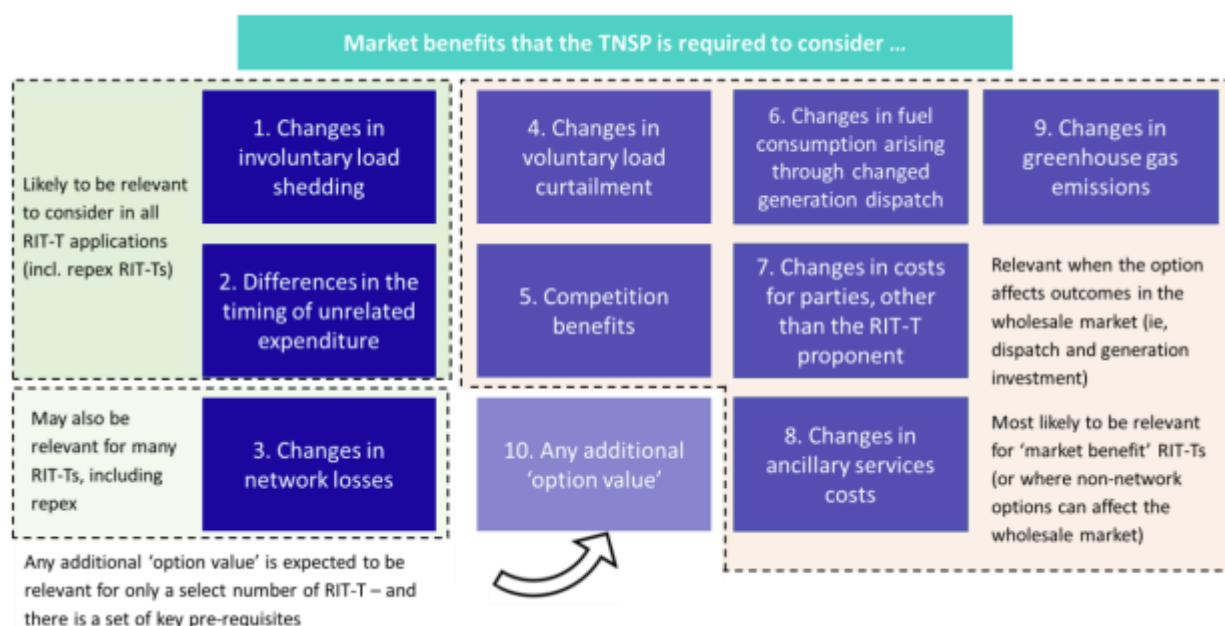 Market benefits that the TNSP is required to consider ...
Likely to be relevant
to consider in all
RIT-T applications
(incl. repex RIT-Ts)
1. Changes in
involuntary load
shedding
2. Differences in the
timing of unrelated
expenditure
May also be
relevant for many
RIT-Ts, including
repex
3. Changes in
network losses
Any additional ‘option value’ is expected to be
relevant for only a select number of RIT-T – and
there is a set of key pre-requisites
4. Changes in
voluntary load
curtailment
5. Competition
benefits
10. Any additional
‘option value’
6. Changes in fuel
consumption arising
through changed
generation dispatch
7. Changes in costs
for parties, other
than the RIT-T
proponent
8. Changes in
ancillary services
costs
9. Changes in
greenhouse gas
emissions
Relevant when the option
affects outcomes in the
wholesale market (ie,
dispatch and generation
investment)
Most likely to be relevant
for ‘market benefit’ RIT-Ts
(or where non-network
options can affect the
wholesale market)